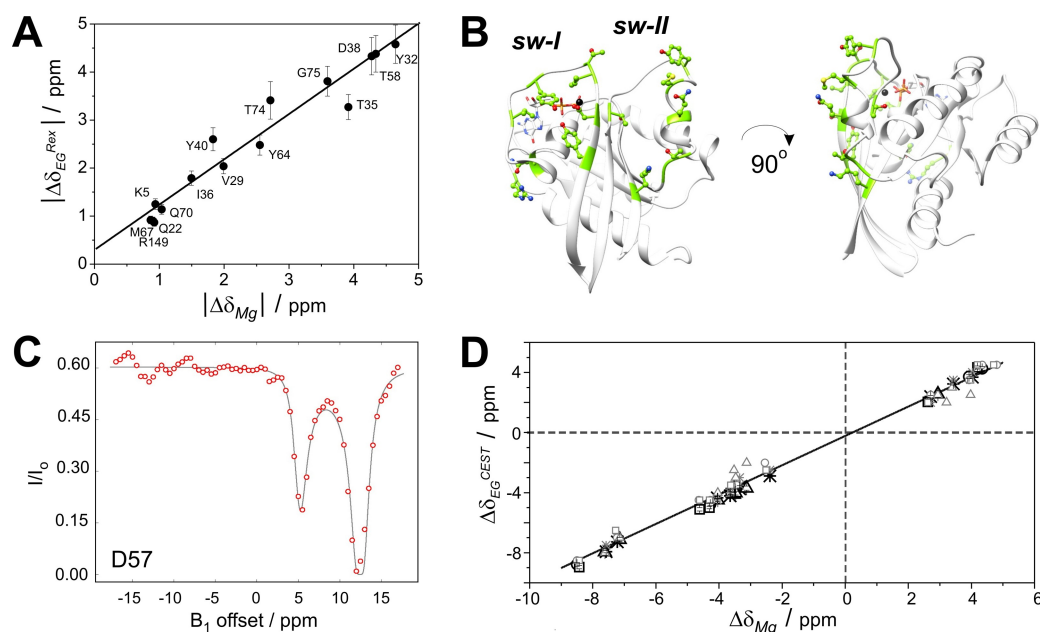 A
|Δδ_EG^Rex| / ppm
5
4
3
2
1
0
0 1 2 3 4 5
|Δδ_Mg| / ppm
D38
Y32
T58
G75
T35
T74
Y40
Y64
V29
I36
K5
Q70
M67
Q22
R149
B
sw-I
sw-II
90°
C
I/I₀
0.60
0.45
0.30
0.15
0.00
D57
-15 -10 -5 0 5 10 15
B₁ offset / ppm
D
Δδ_EG^CEST / ppm
4
0
-4
-8
-10 -8 -6 -4 -2 0 2 4 6
Δδ_Mg / ppm